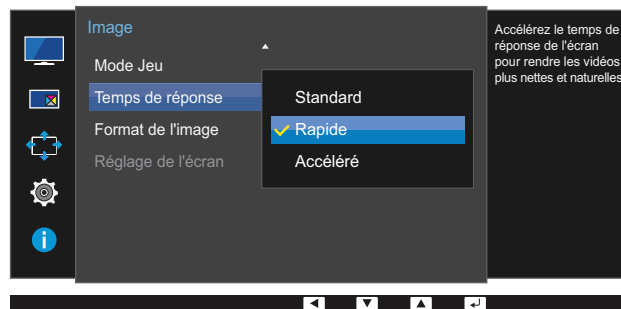 Image
Mode Jeu
Temps de réponse
Format de l'image
Réglage de l'écran
Standard
Rapide
Accéléré
Accélérez le temps de
réponse de l'écran
pour rendre les vidéos
plus nettes et naturelles